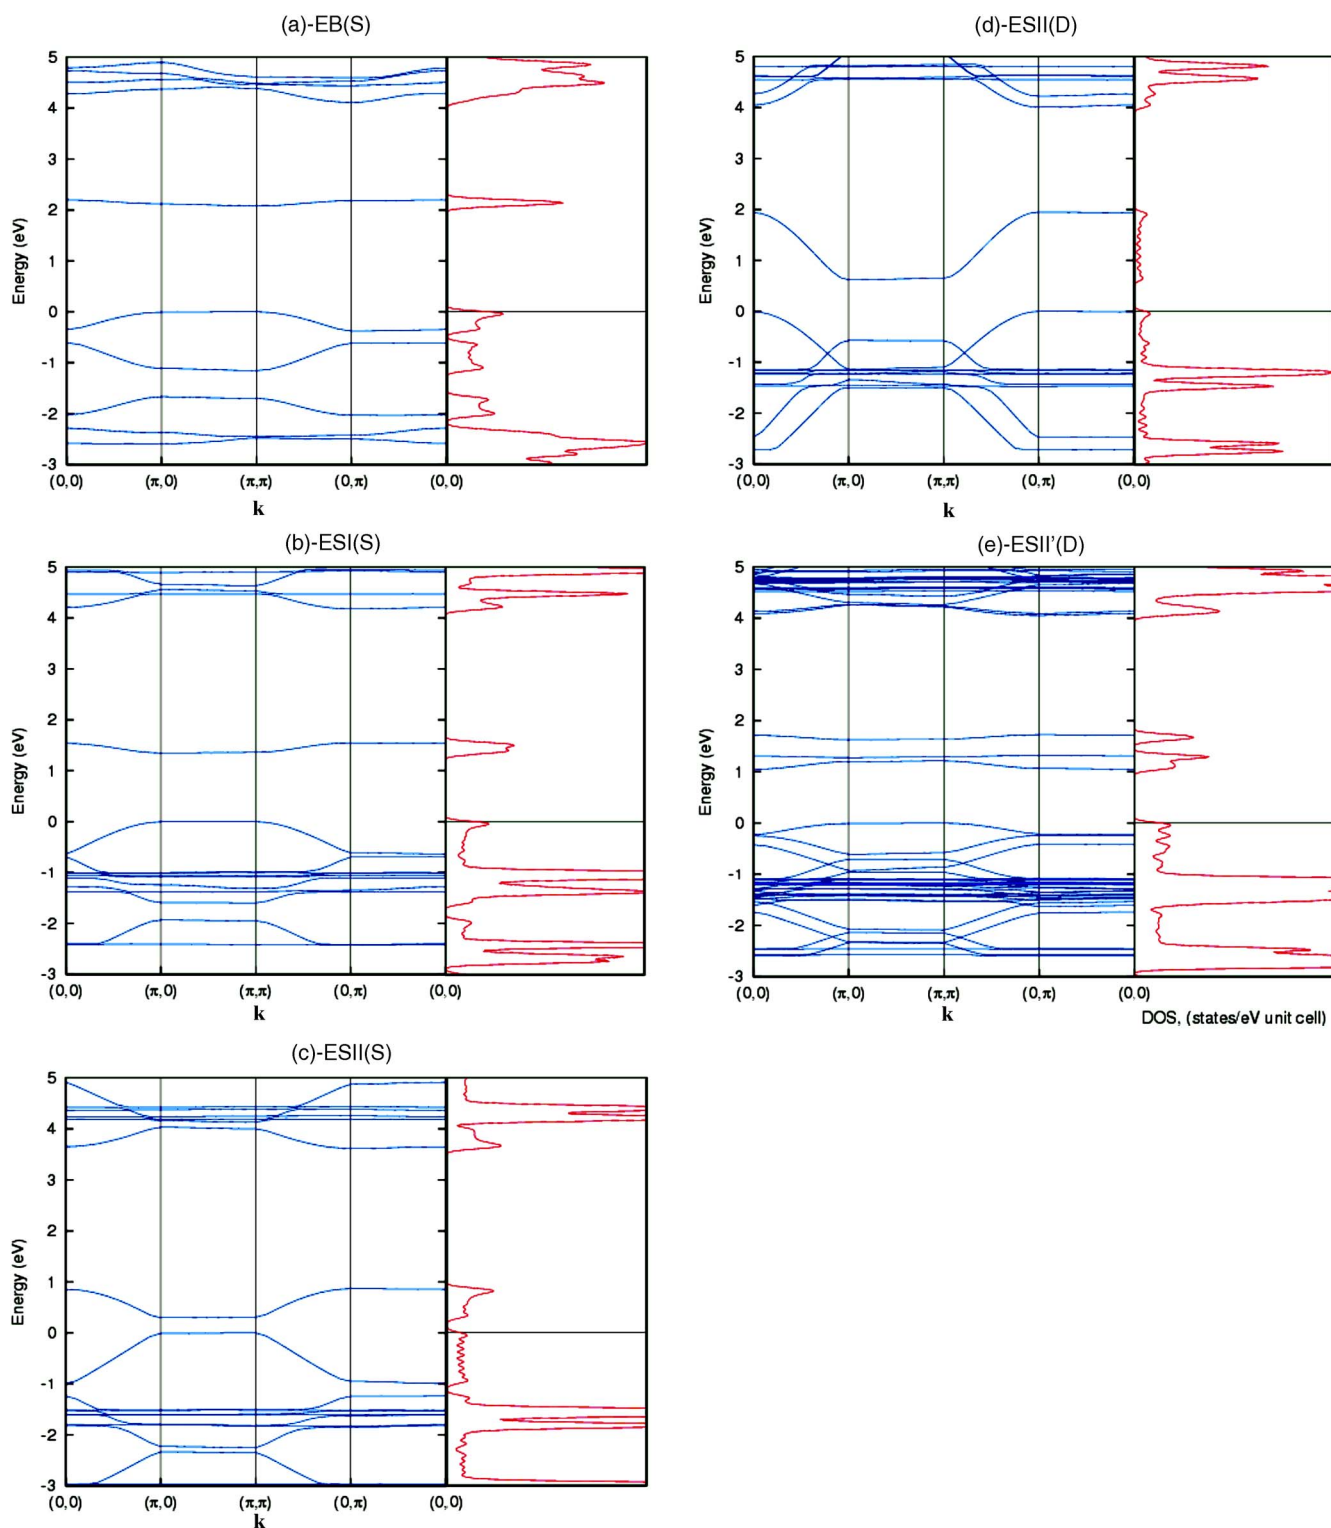 (a)-EB(S)
5
4
3
2
1
0
-1
-2
-3
Energy (eV)
(0,0) (π,0) (π,π) (0,π) (0,0)
k
(d)-ESII(D)
5
4
3
2
1
0
-1
-2
-3
Energy (eV)
(0,0) (π,0) (π,π) (0,π) (0,0)
k
(b)-ESI(S)
5
4
3
2
1
0
-1
-2
-3
Energy (eV)
(0,0) (π,0) (π,π) (0,π) (0,0)
k
(e)-ESII'(D)
5
4
3
2
1
0
-1
-2
-3
Energy (eV)
(0,0) (π,0) (π,π) (0,π) (0,0)
k
DOS, (states/eV unit cell)
(c)-ESII(S)
5
4
3
2
1
0
-1
-2
-3
Energy (eV)
(0,0) (π,0) (π,π) (0,π) (0,0)
k